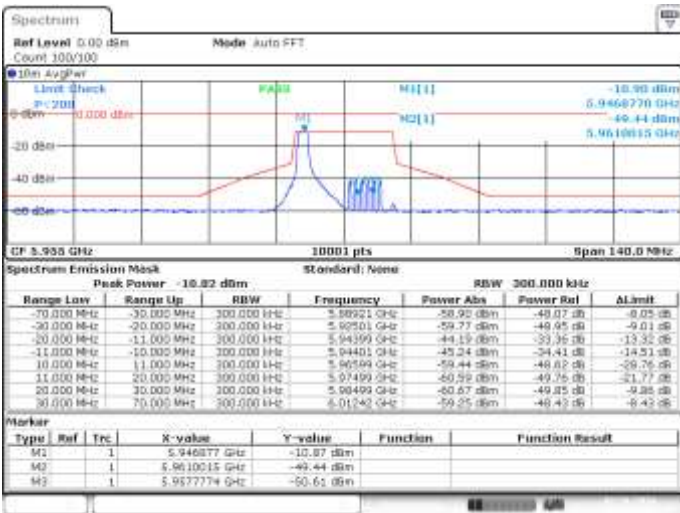 Spectrum
Ref Level 0.00 dBm Mode Auto FFT
Count 100/100
1Rm AvgPwr
Limit Check PASS M1[1] -10.90 dBm
P<200 5.9468770 GHz
0 dBm 0.000 dBm M1 M2[1] -49.44 dBm
5.9610015 GHz
-20 dBm
-40 dBm
-60 dBm
CF 5.955 GHz 10001 pts Span 140.0 MHz
Spectrum Emission Mask Standard: None
Peak Power -10.82 dBm RBW 300.000 kHz
Range Low Range Up RBW Frequency Power Abs Power Rel ΔLimit
-70.000 MHz -30.000 MHz 300.000 kHz 5.88921 GHz -58.90 dBm -48.07 dB -8.05 dB
-30.000 MHz -20.000 MHz 300.000 kHz 5.92501 GHz -59.77 dBm -48.95 dB -9.01 dB
-20.000 MHz -11.000 MHz 300.000 kHz 5.94399 GHz -44.19 dBm -33.36 dB -13.32 dB
-11.000 MHz -10.000 MHz 300.000 kHz 5.94401 GHz -45.24 dBm -34.41 dB -14.51 dB
10.000 MHz 11.000 MHz 300.000 kHz 5.96599 GHz -59.44 dBm -48.62 dB -28.76 dB
11.000 MHz 20.000 MHz 300.000 kHz 5.97499 GHz -60.59 dBm -49.76 dB -21.77 dB
20.000 MHz 30.000 MHz 300.000 kHz 5.98499 GHz -60.67 dBm -49.85 dB -9.86 dB
30.000 MHz 70.000 MHz 300.000 kHz 6.01242 GHz -59.25 dBm -48.43 dB -8.43 dB
Marker
Type Ref Trc X-value Y-value Function Function Result
M1 1 5.946877 GHz -10.87 dBm
M2 1 5.9610015 GHz -49.44 dBm
M3 1 5.9577774 GHz -50.61 dBm